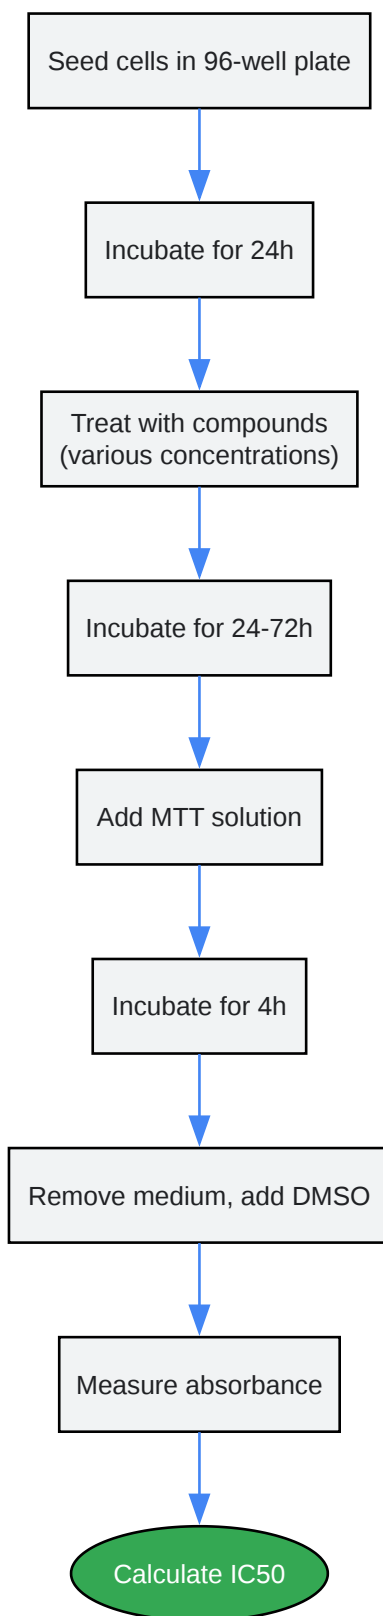 Seed cells in 96-well plate
Incubate for 24h
Treat with compounds
(various concentrations)
Incubate for 24-72h
Add MTT solution
Incubate for 4h
Remove medium, add DMSO
Measure absorbance
Calculate IC50